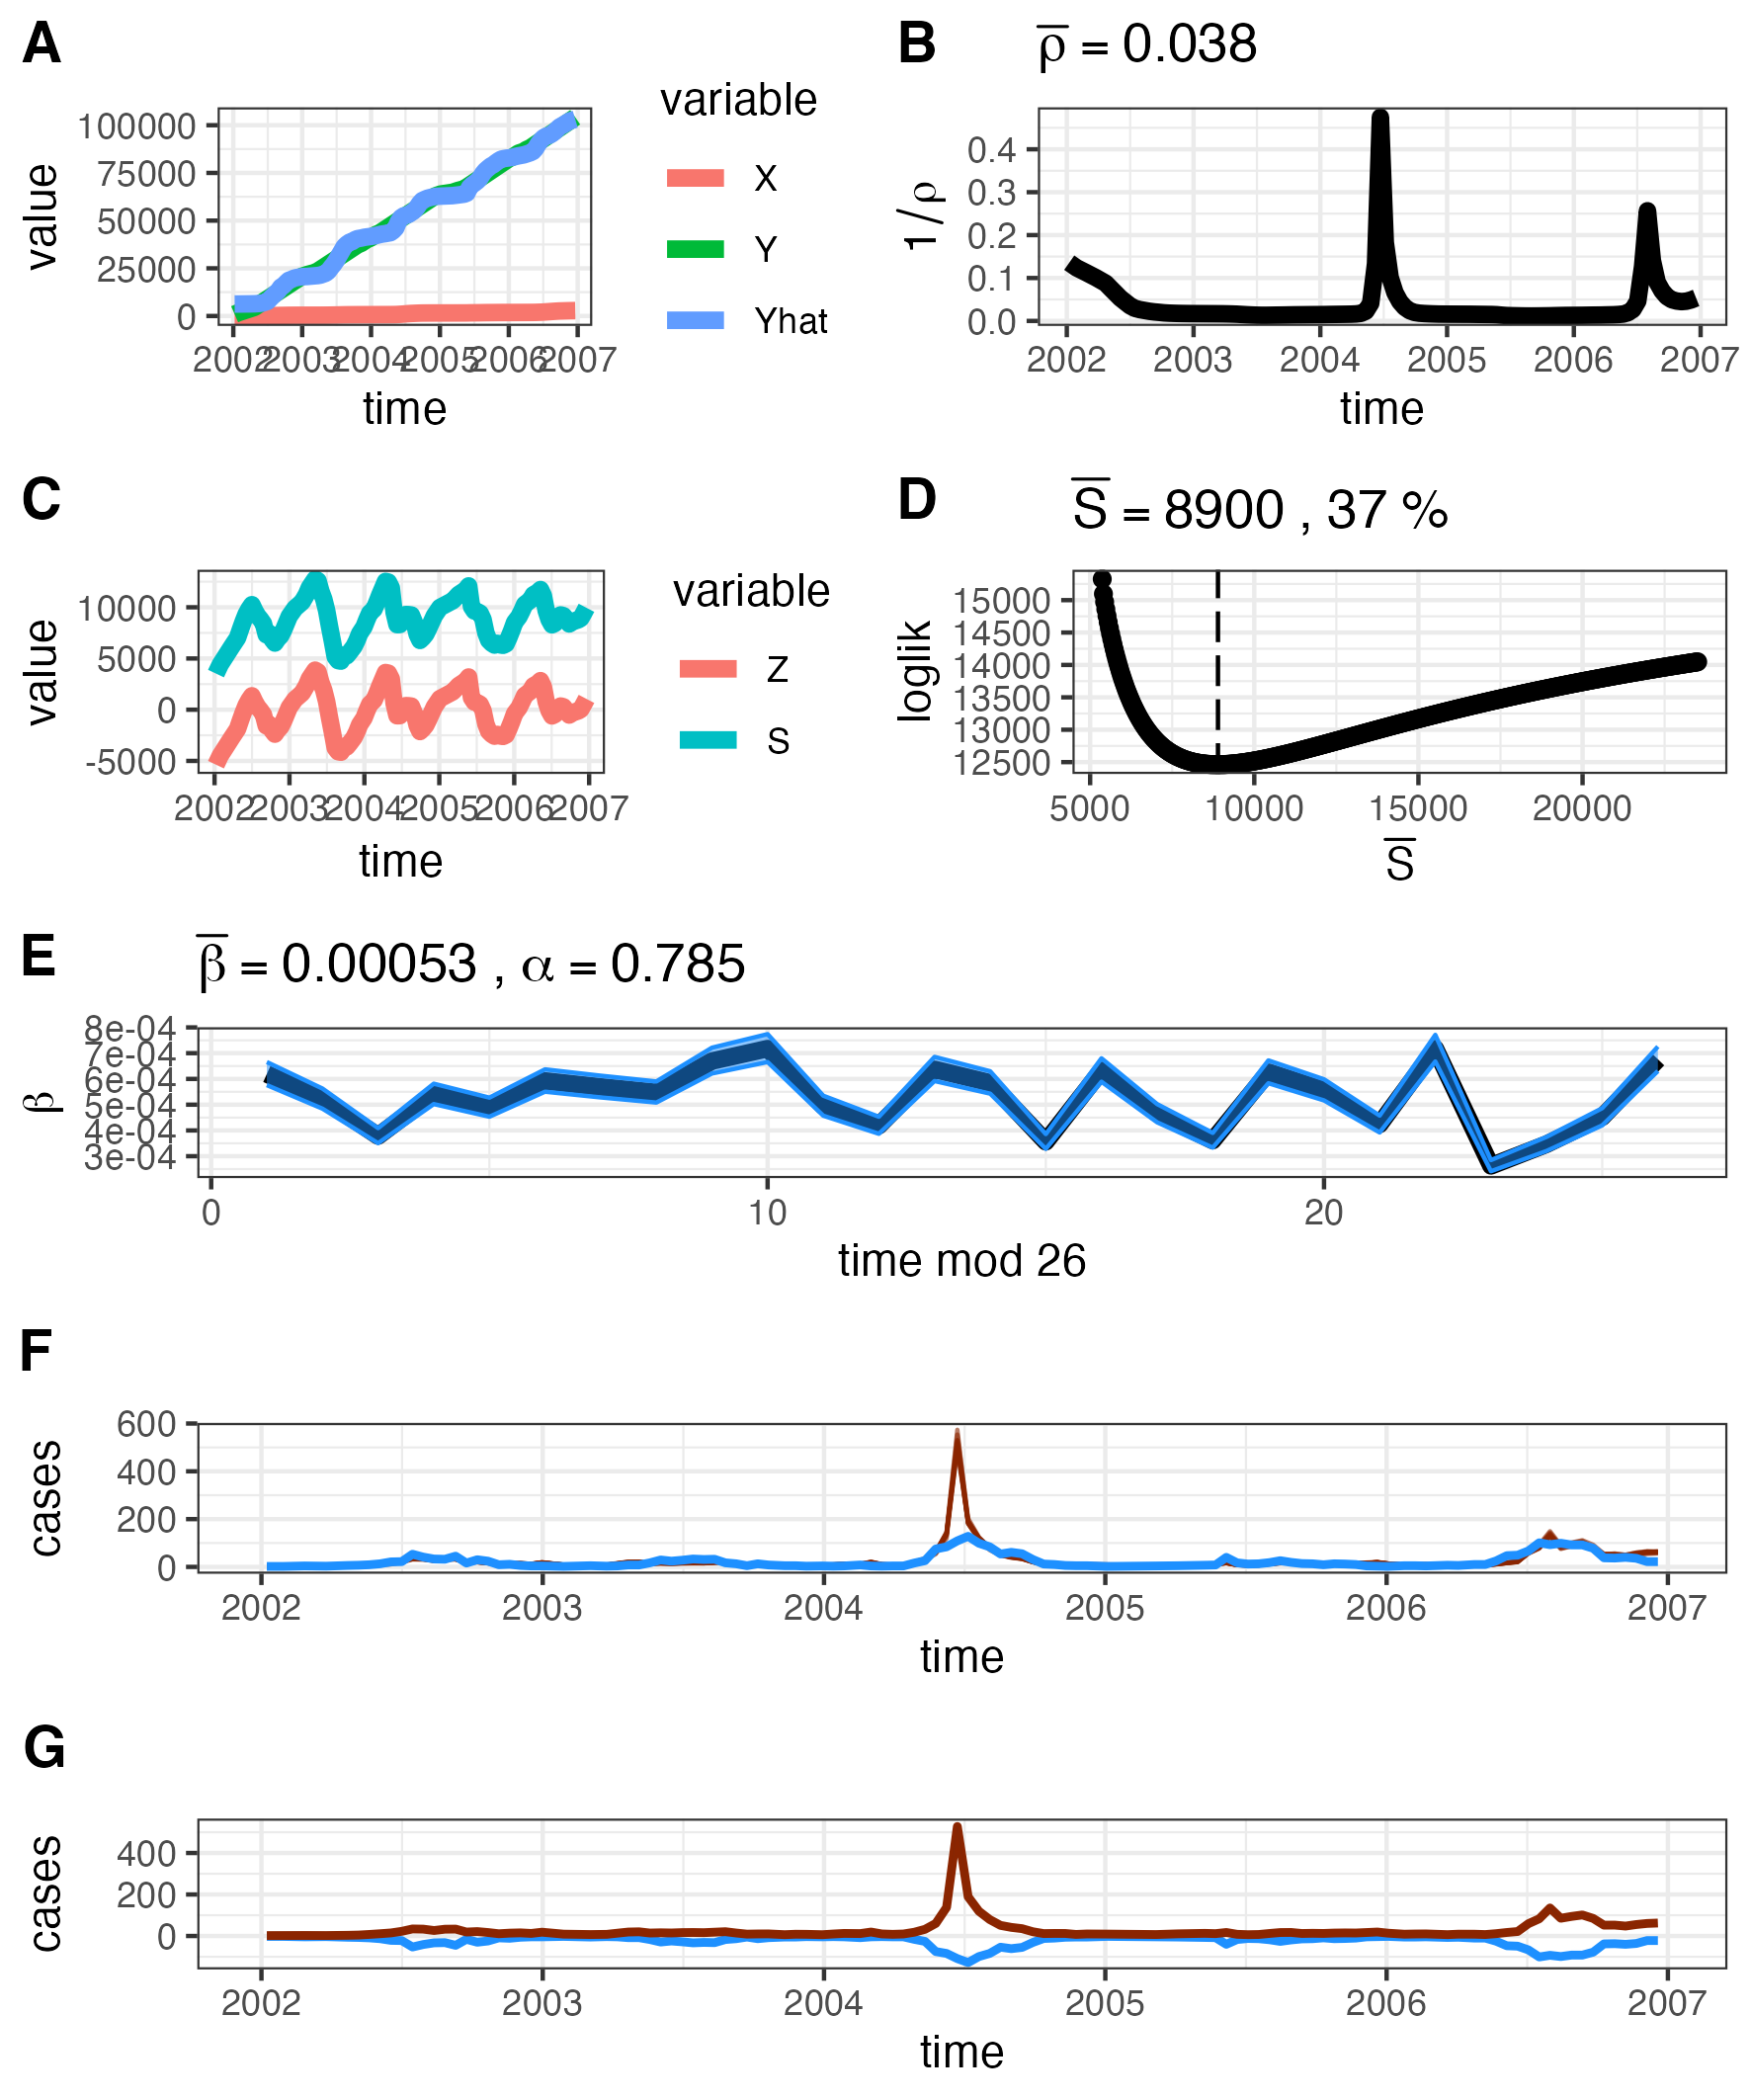 A
variable
100000
75000
50000
25000
0
value
X
Y
Yhat
2002 2003 2004 2005 2006 2007
time
B
ρ = 0.038
0.4
0.3
0.2
0.1
0.0
1/ρ
2002 2003 2004 2005 2006 2007
time
C
variable
10000
5000
0
-5000
value
Z
S
2002 2003 2004 2005 2006 2007
time
D
S = 8900 , 37 %
15000
14500
14000
13500
13000
12500
loglik
5000 10000 15000 20000
S
E
β = 0.00053 , α = 0.785
8e-04
7e-04
6e-04
5e-04
4e-04
3e-04
β
0 10 20
time mod 26
F
600
400
200
0
cases
2002 2003 2004 2005 2006 2007
time
G
400
200
0
cases
2002 2003 2004 2005 2006 2007
time